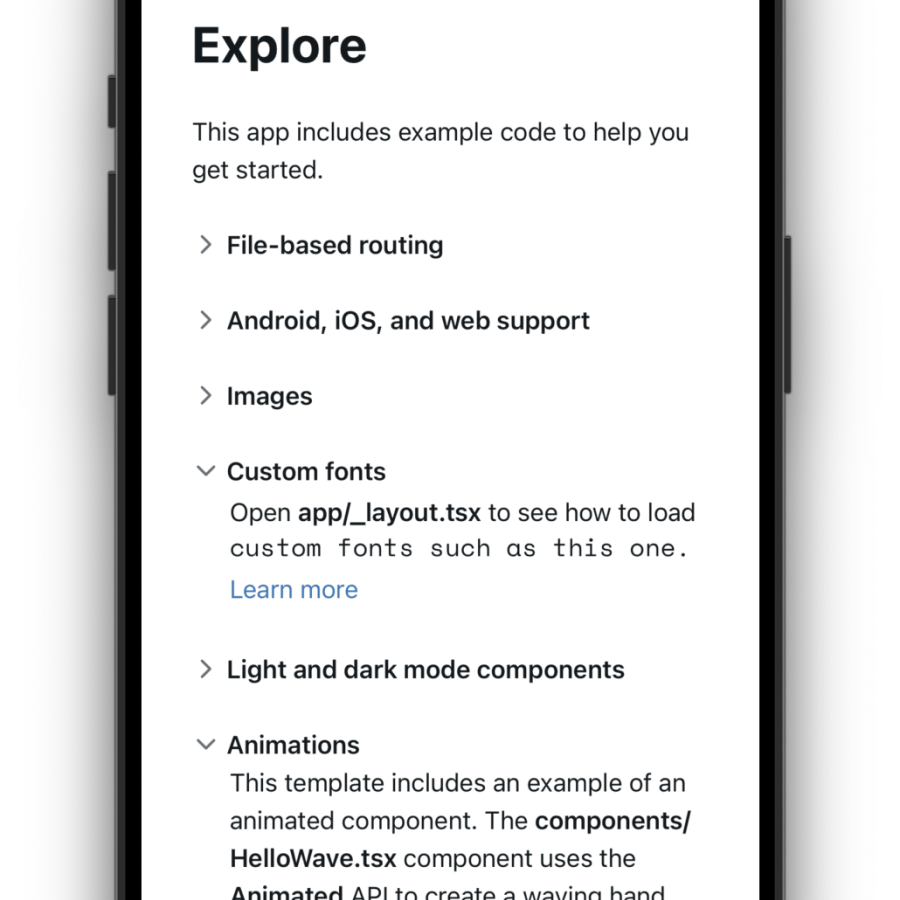 Explore
This app includes example code to help you
get started.
File-based routing
Android, iOS, and web support
Images
Custom fonts
Open app/_layout.tsx to see how to load
custom fonts such as this one.
Learn more
Light and dark mode components
Animations
This template includes an example of an
animated component. The components/
HelloWave.tsx component uses the
Animated API to create a waving hand